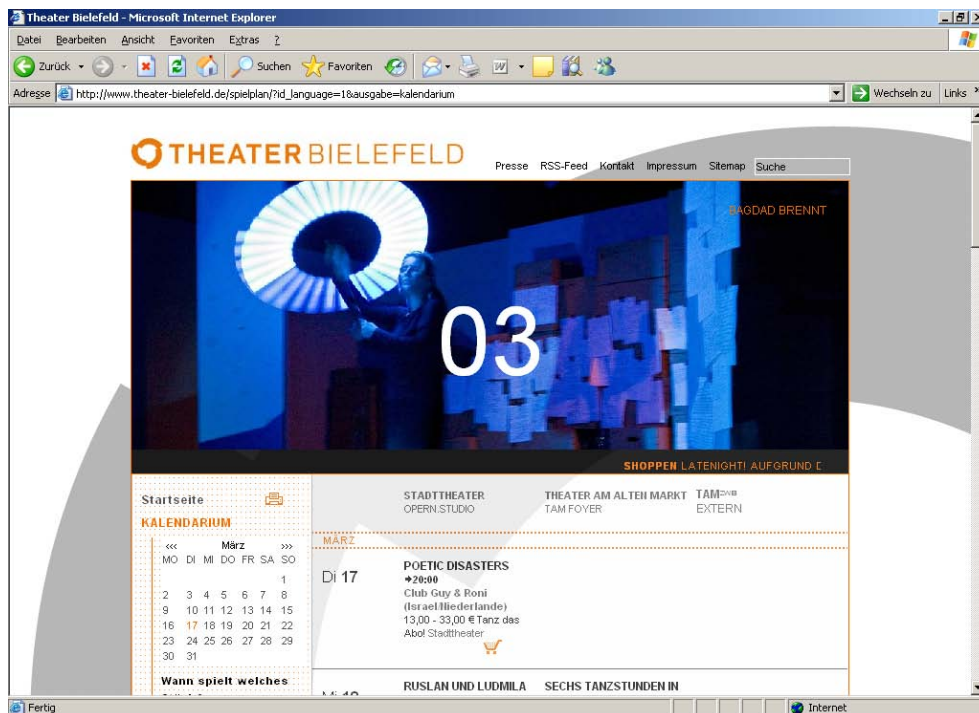 Theater Bielefeld - Microsoft Internet Explorer
Datei Bearbeiten Ansicht Favoriten Extras ?
Zurück Suchen Favoriten
Adresse http://www.theater-bielefeld.de/spielplan/?id_language=1&ausgabe=kalendarium Wechseln zu Links
THEATER BIELEFELD
Presse RSS-Feed Kontakt Impressum Sitemap Suche
BAGDAD BRENNT
03
SHOPPEN LATENIGHT! AUFGRUND D
Startseite
KALENDARIUM
<<< März >>>
MO DI MI DO FR SA SO
1
2 3 4 5 6 7 8
9 10 11 12 13 14 15
16 17 18 19 20 21 22
23 24 25 26 27 28 29
30 31
Wann spielt welches
STADTTHEATER THEATER AM ALTEN MARKT TAMZWEI
OPERN.STUDIO TAM FOYER EXTERN
MÄRZ
Di 17
POETIC DISASTERS
➔20:00
Club Guy & Roni
(Israel/Niederlande)
13,00 - 33,00 € Tanz das
Abo! Stadttheater
RUSLAN UND LUDMILA SECHS TANZSTUNDEN IN
Fertig Internet